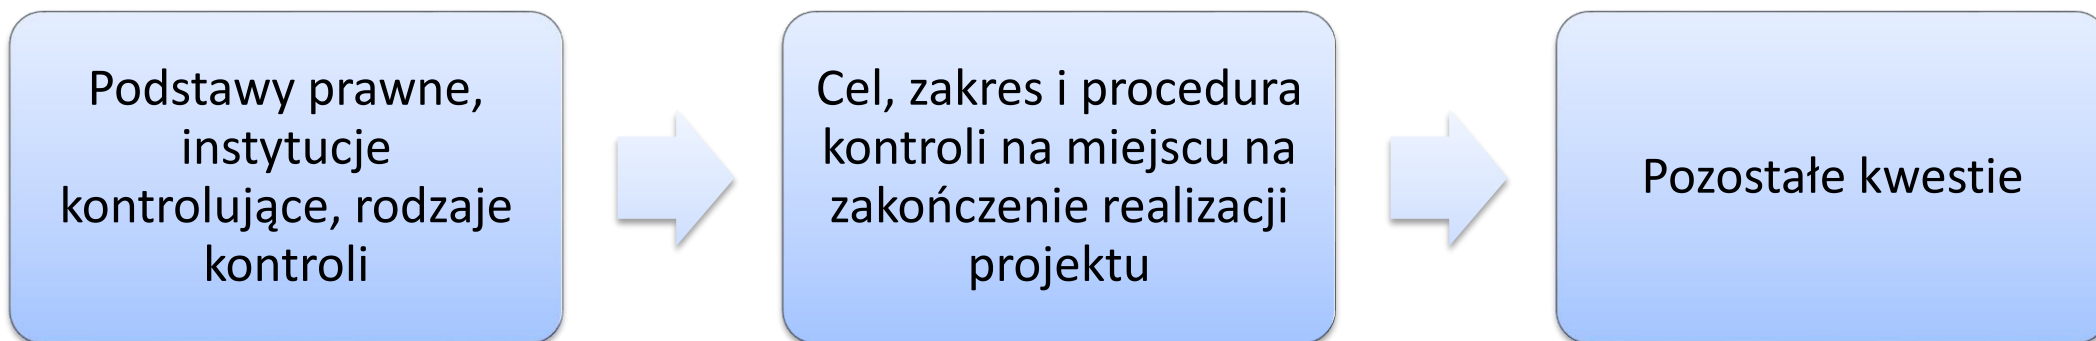 Podstawy prawne,
instytucje
kontrolujące, rodzaje
kontroli
Cel, zakres i procedura
kontroli na miejscu na
zakończenie realizacji
projektu
Pozostałe kwestie